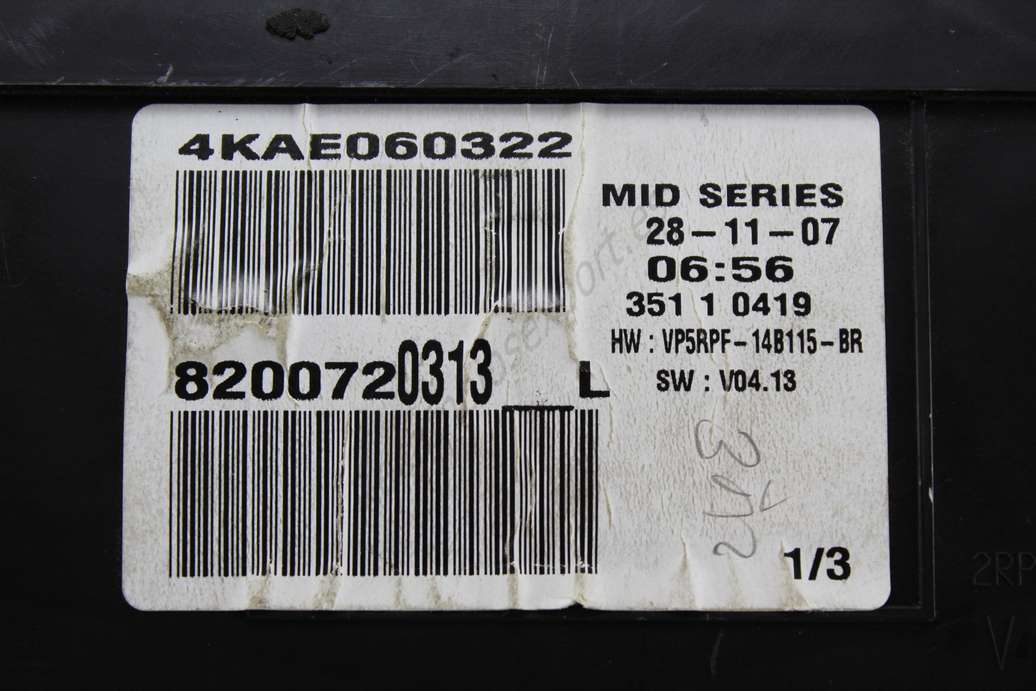 4KAE060322
MID SERIES
28-11-07
06:56
351 1 0419
HW : VP5RPF-14B115-BR
SW : V04.13
8200720313 __ L
1/3
2RP